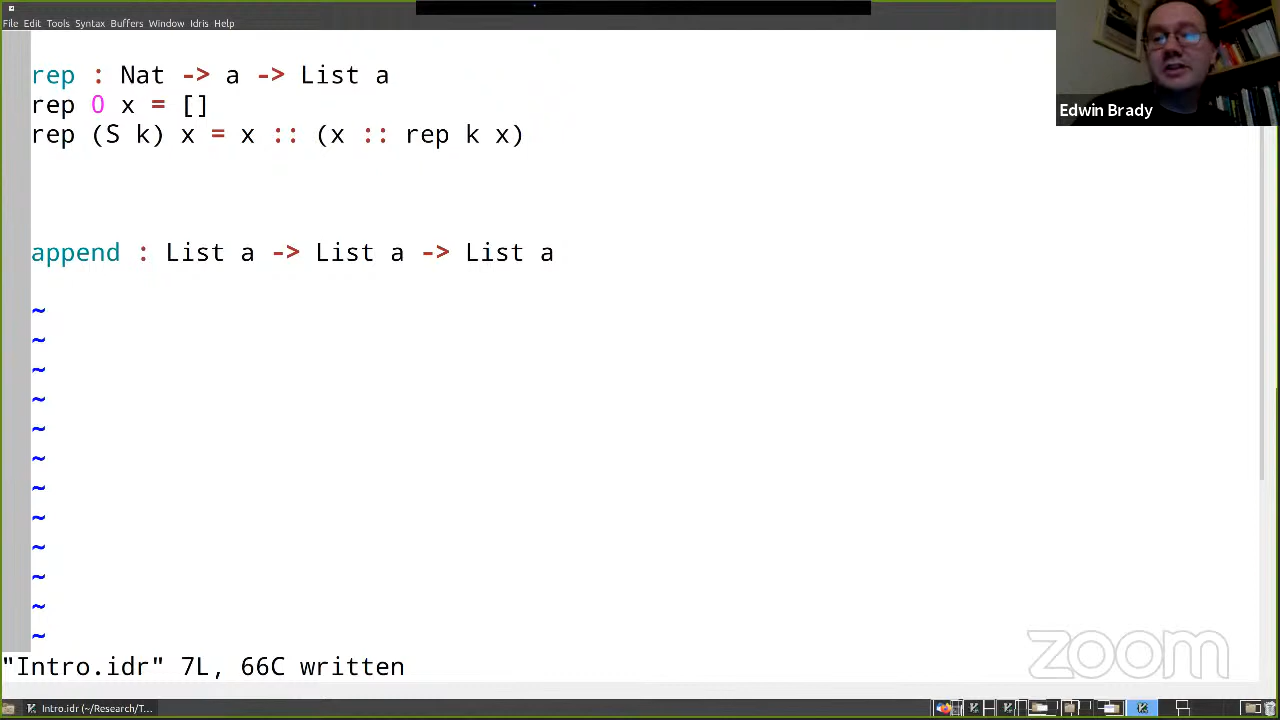 File Edit Tools Syntax Buffers Window Idris Help
rep : Nat -> a -> List a
rep 0 x = []
rep (S k) x = x :: (x :: rep k x)
append : List a -> List a -> List a
~
~
~
~
~
~
~
~
~
~
~
~
"Intro.idr" 7L, 66C written
Edwin Brady
zoom
Intro.idr (~/Research/T...